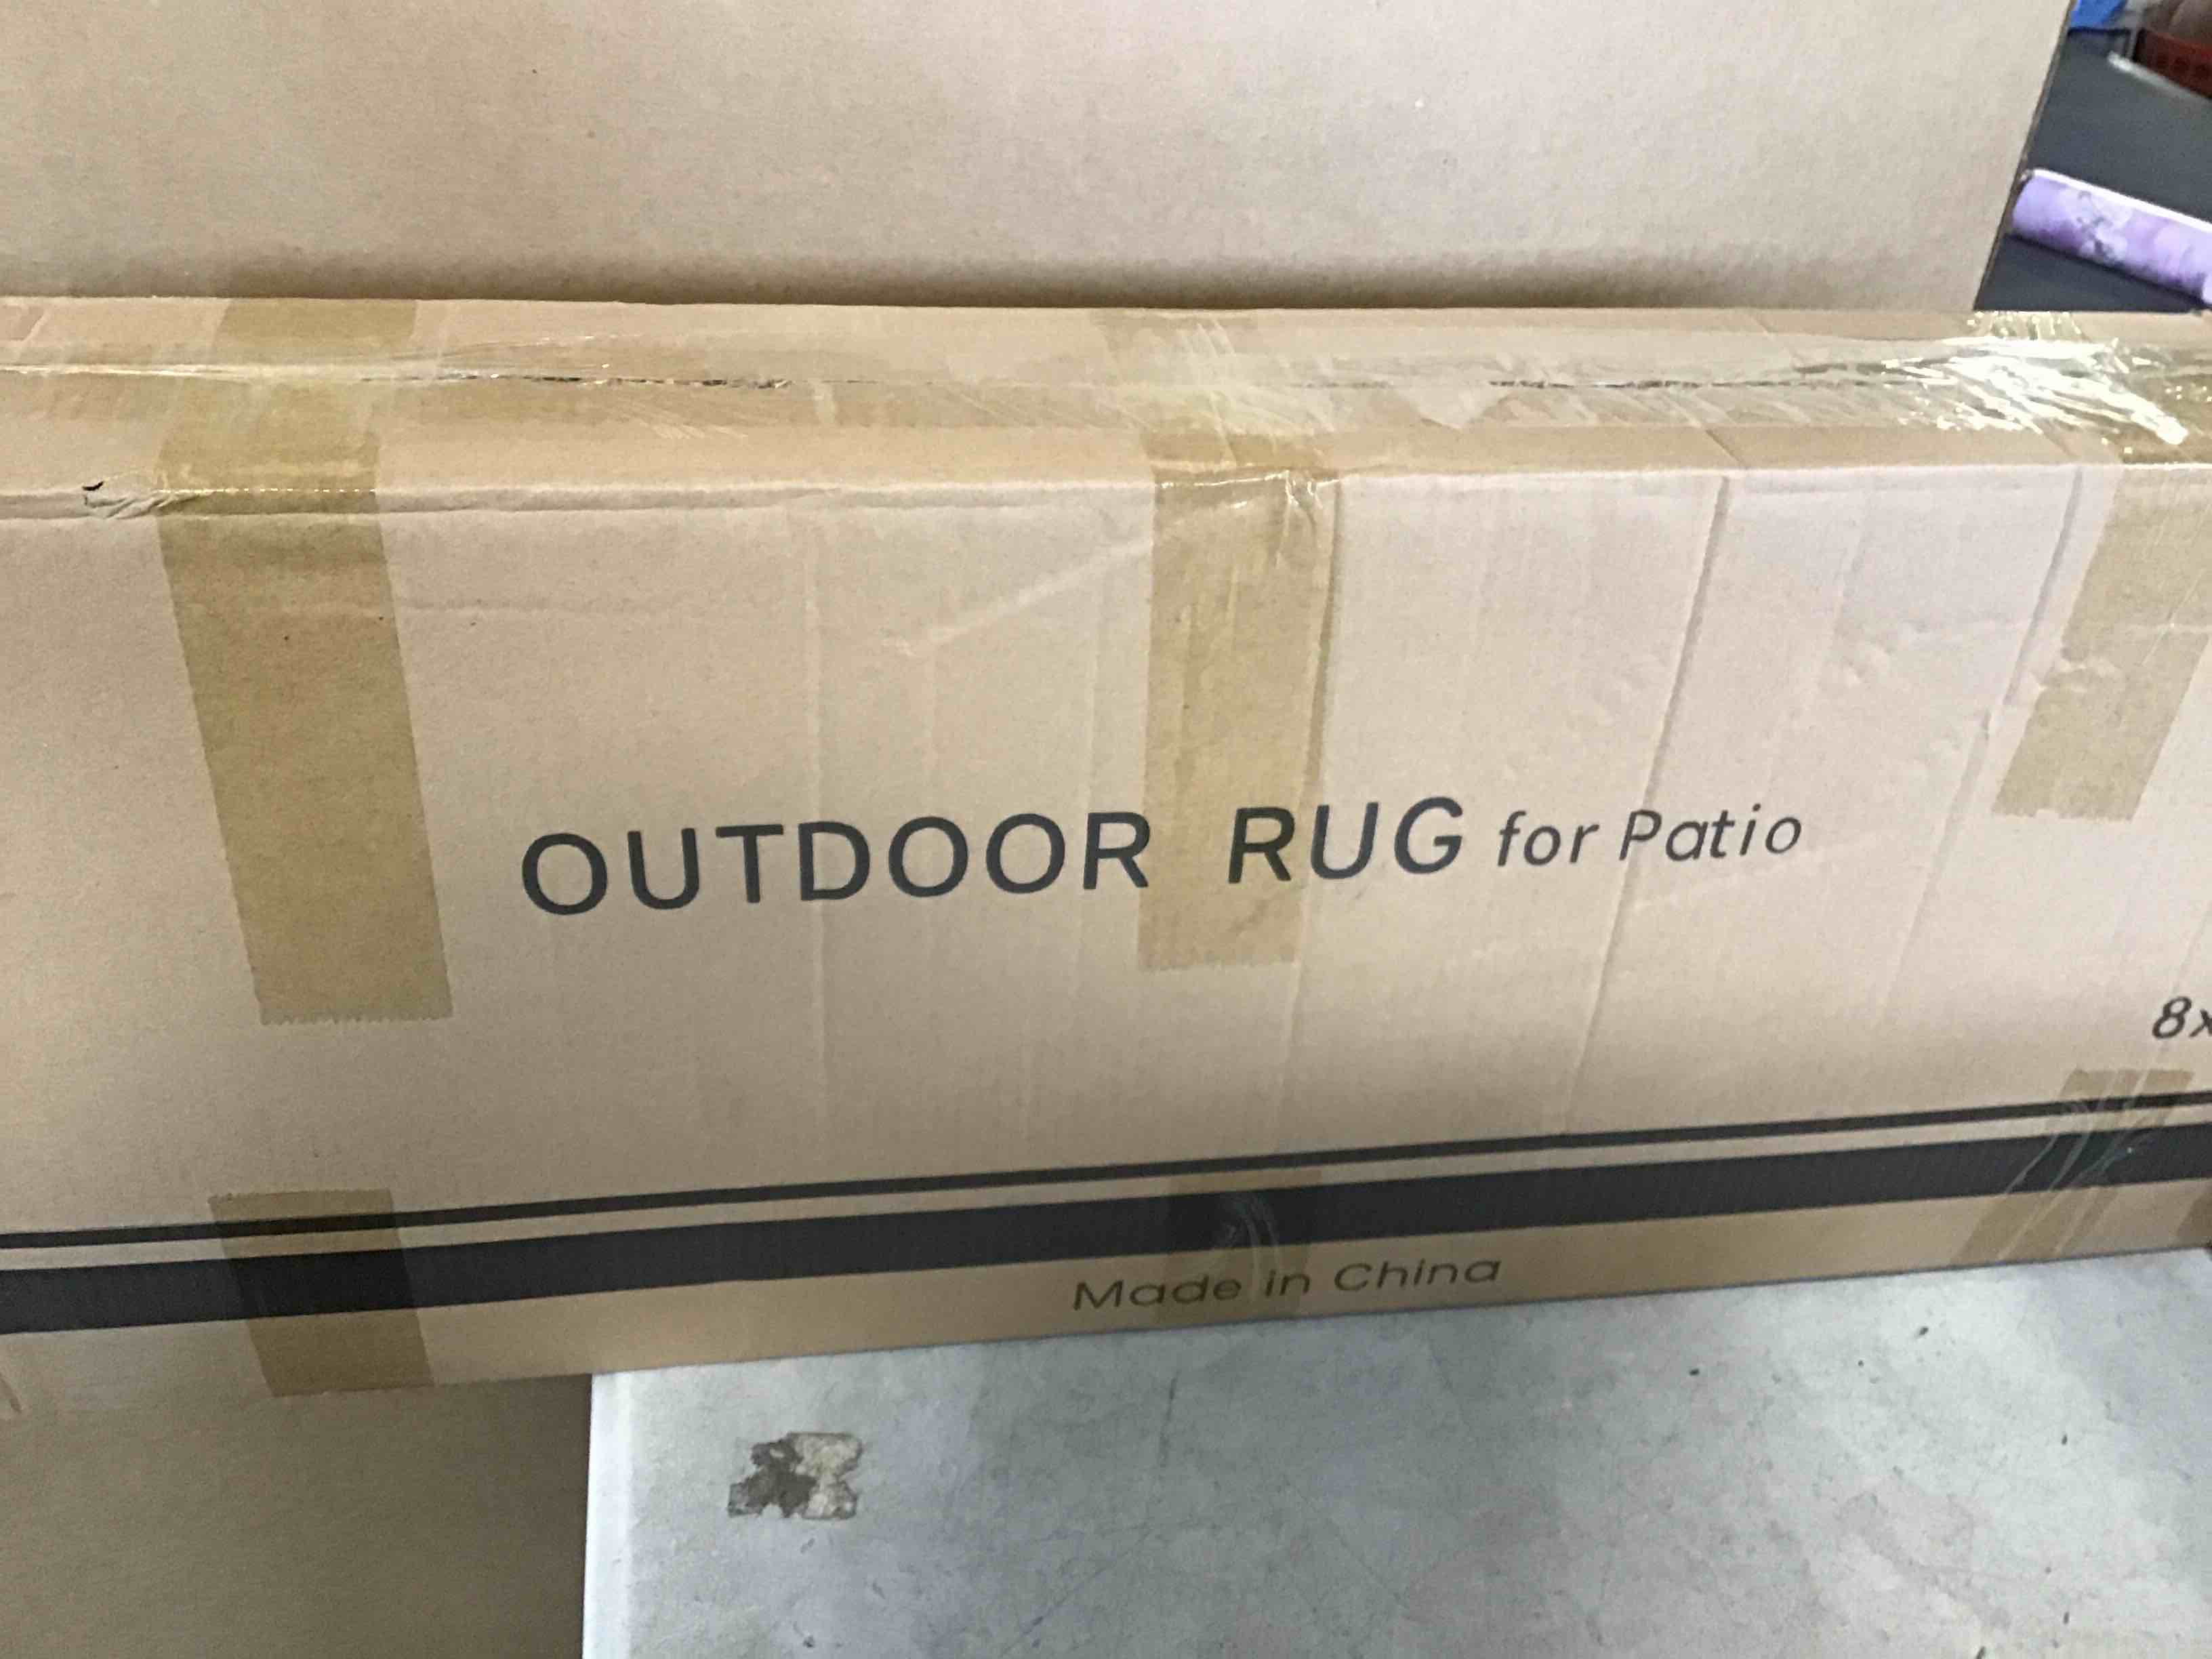 OUTDOOR RUG for Patio
8x
Made in China